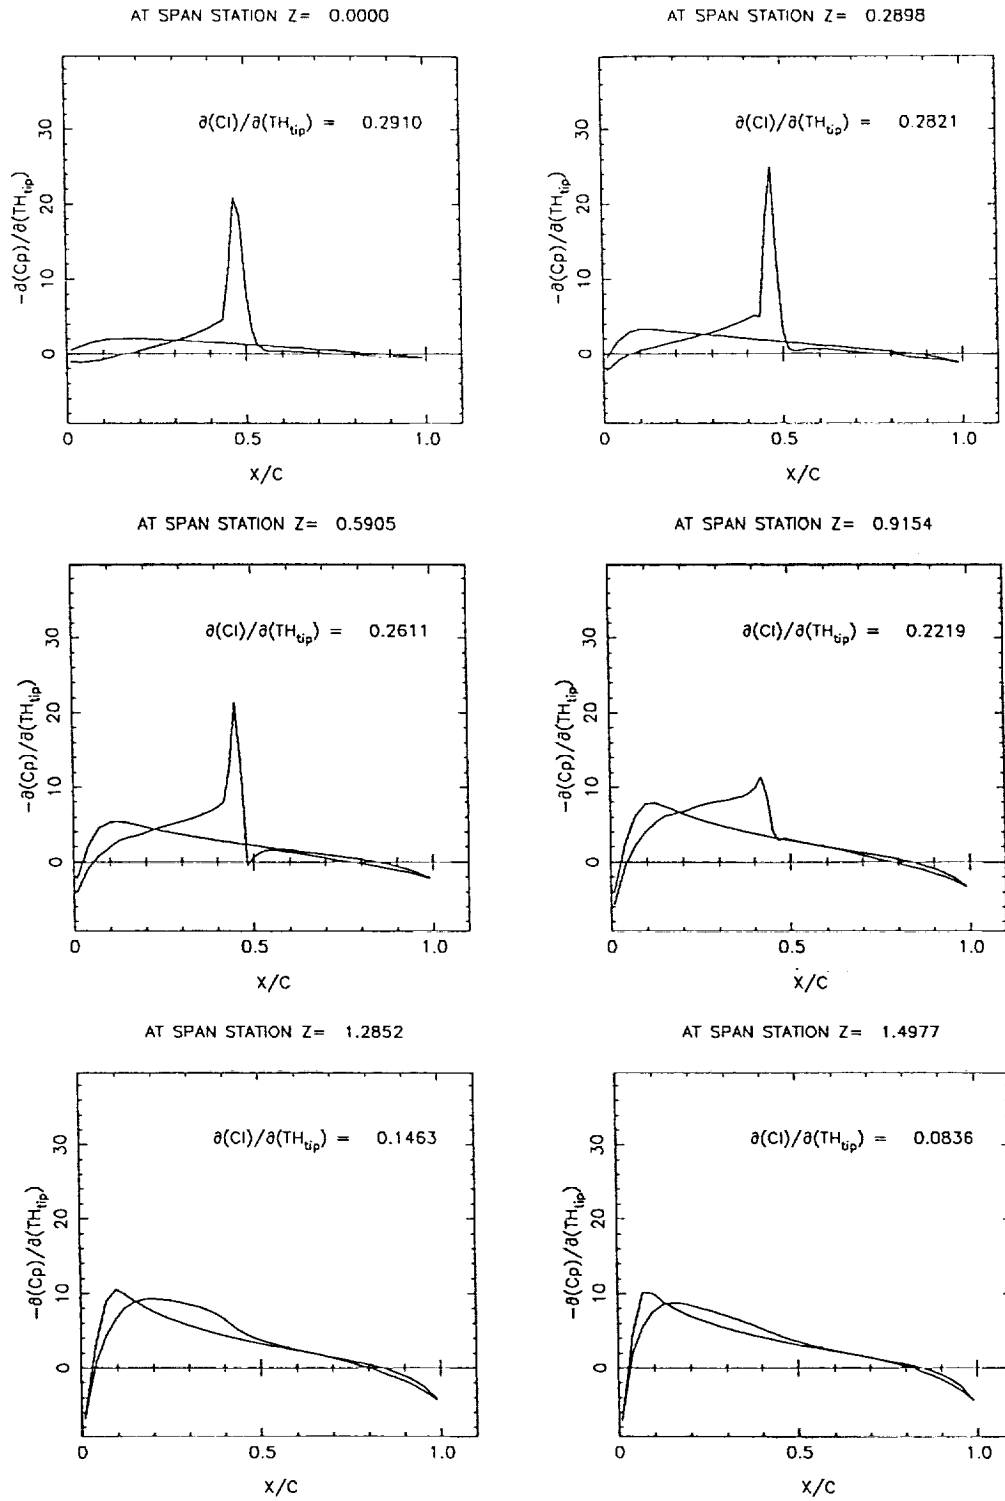 AT SPAN STATION Z= 0.0000
∂(Cl)/∂(TH_tip) = 0.2910
-∂(Cp)/∂(TH_tip)
30
20
10
0
0 0.5 1.0
X/C
AT SPAN STATION Z= 0.2898
∂(Cl)/∂(TH_tip) = 0.2821
-∂(Cp)/∂(TH_tip)
30
20
10
0
0 0.5 1.0
X/C
AT SPAN STATION Z= 0.5905
∂(Cl)/∂(TH_tip) = 0.2611
-∂(Cp)/∂(TH_tip)
30
20
10
0
0 0.5 1.0
X/C
AT SPAN STATION Z= 0.9154
∂(Cl)/∂(TH_tip) = 0.2219
-∂(Cp)/∂(TH_tip)
30
20
10
0
0 0.5 1.0
X/C
AT SPAN STATION Z= 1.2852
∂(Cl)/∂(TH_tip) = 0.1463
-∂(Cp)/∂(TH_tip)
30
20
10
0
0 0.5 1.0
X/C
AT SPAN STATION Z= 1.4977
∂(Cl)/∂(TH_tip) = 0.0836
-∂(Cp)/∂(TH_tip)
30
20
10
0
0 0.5 1.0
X/C